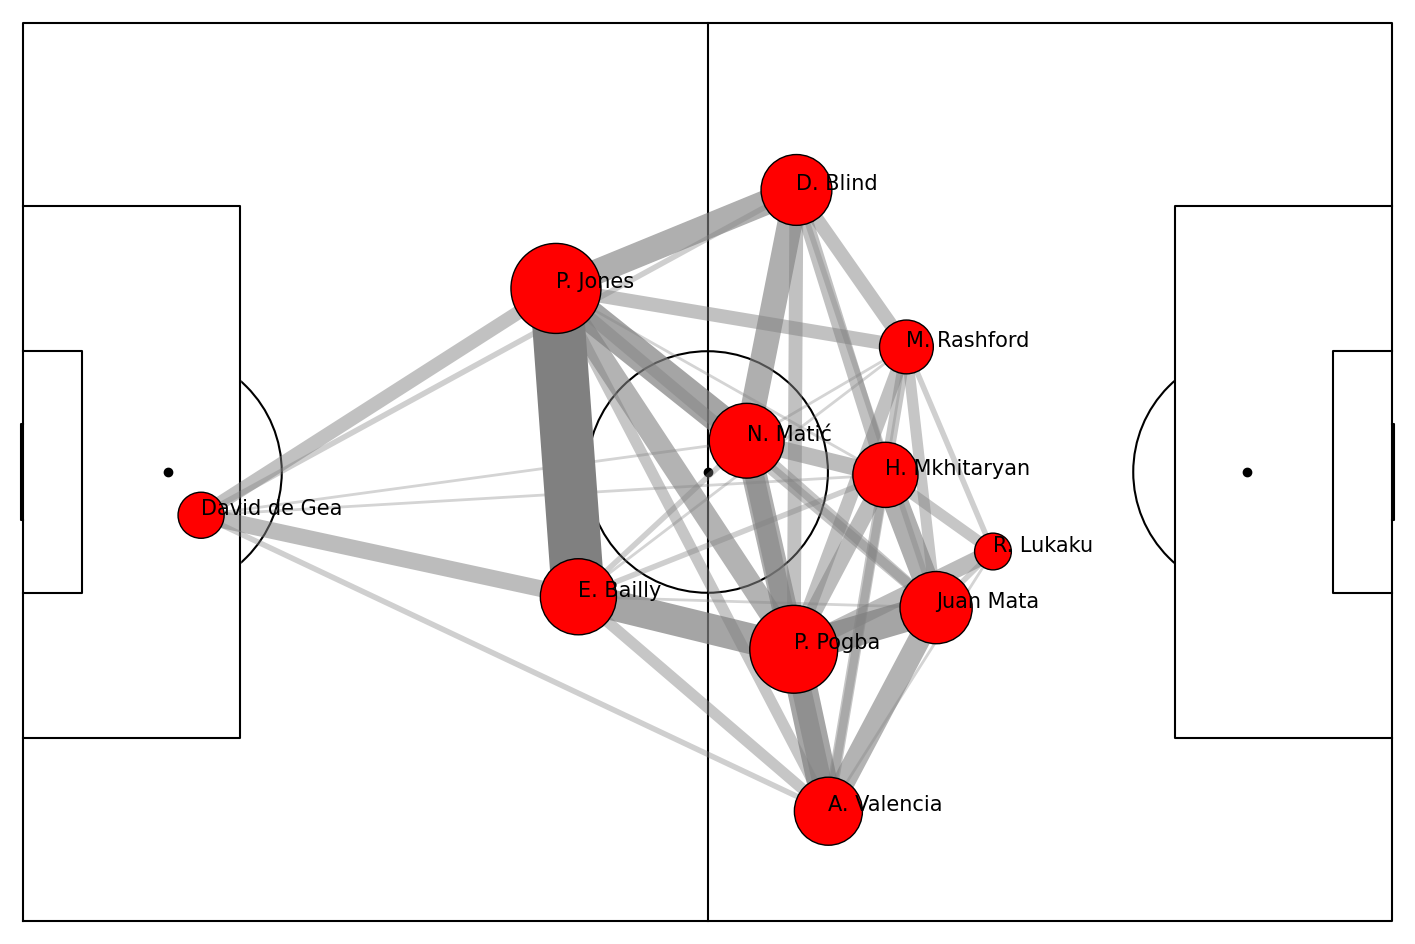 D. Blind
P. Jones
M. Rashford
N. Matić
H. Mkhitaryan
David de Gea
R. Lukaku
E. Bailly
Juan Mata
P. Pogba
A. Valencia